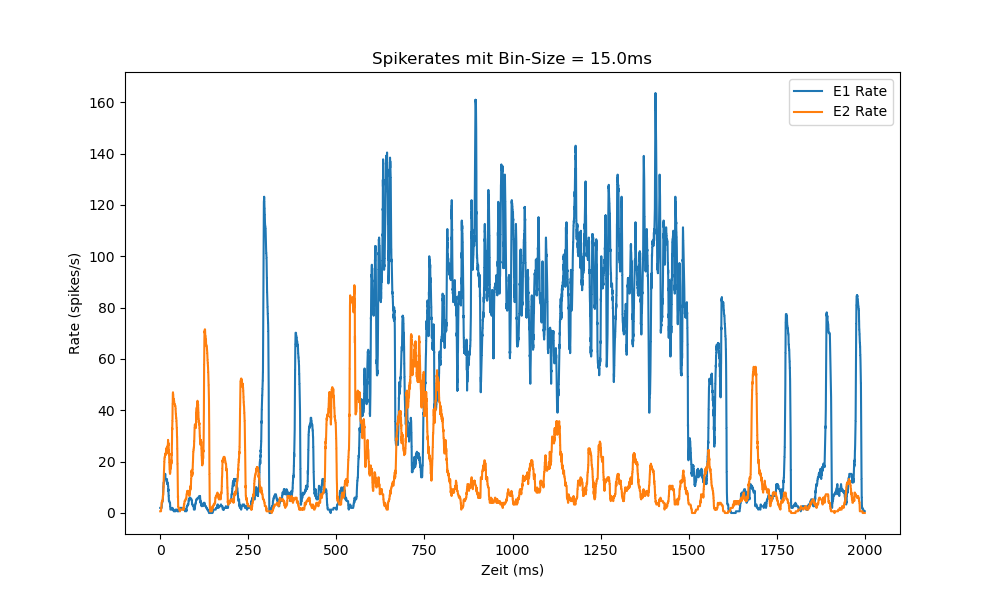 Spikerates mit Bin-Size = 15.0ms
E1 Rate
E2 Rate
160
140
120
100
80
60
40
20
0
Rate (spikes/s)
0 250 500 750 1000 1250 1500 1750 2000
Zeit (ms)